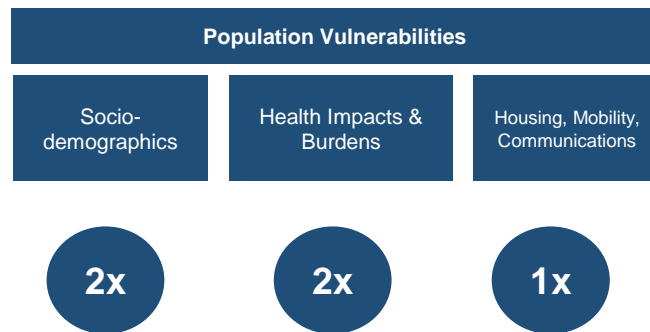 Population Vulnerabilities
Socio-
demographics
Health Impacts &
Burdens
Housing, Mobility,
Communications
2x
2x
1x